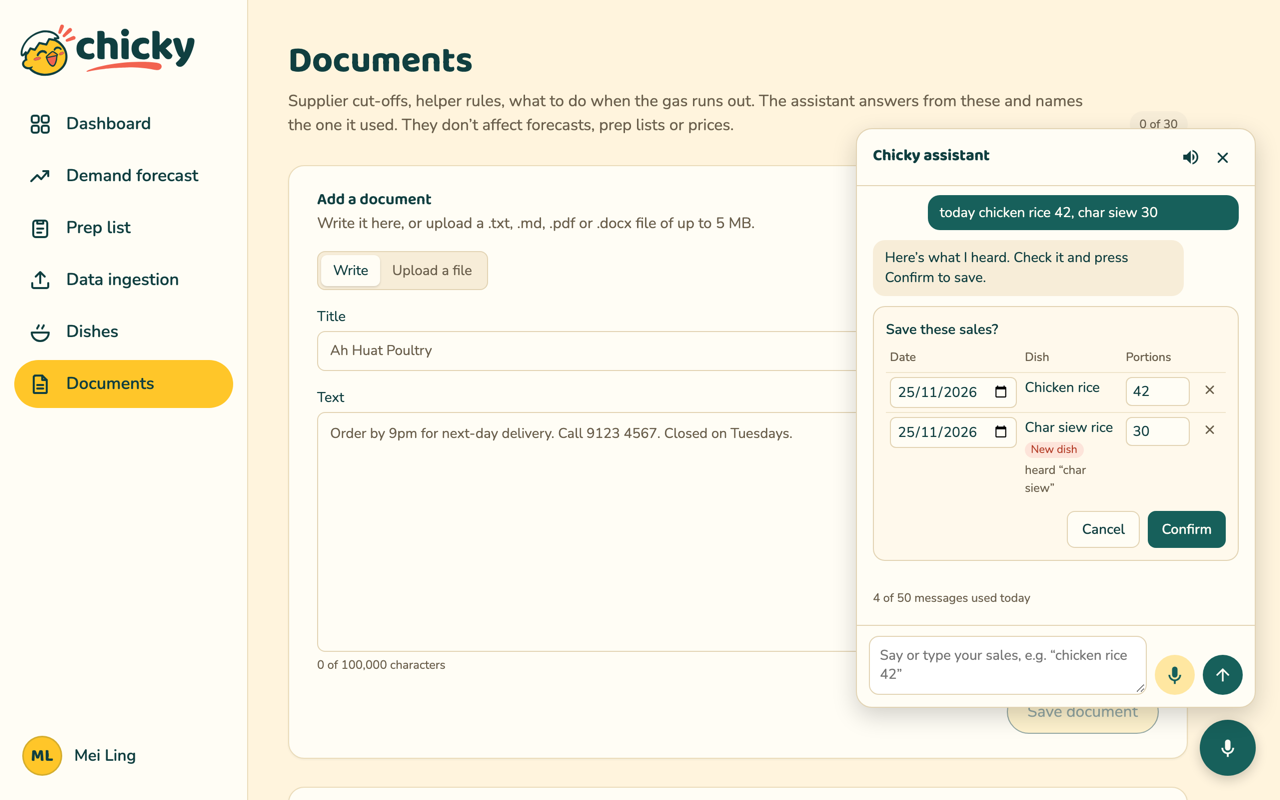 chicky
Dashboard
Demand forecast
Prep list
Data ingestion
Dishes
Documents
ML
Mei Ling
Documents
Supplier cut-offs, helper rules, what to do when the gas runs out. The assistant answers from these and names
the one it used. They don’t affect forecasts, prep lists or prices.
0 of 30
Add a document
Write it here, or upload a .txt, .md, .pdf or .docx file of up to 5 MB.
Write
Upload a file
Title
Ah Huat Poultry
Text
Order by 9pm for next-day delivery. Call 9123 4567. Closed on Tuesdays.
0 of 100,000 characters
Save document
Chicky assistant
today chicken rice 42, char siew 30
Here’s what I heard. Check it and press
Confirm to save.
Save these sales?
Date Dish Portions
25/11/2026 Chicken rice 42
25/11/2026 Char siew rice 30
New dish
heard “char
siew”
Cancel
Confirm
4 of 50 messages used today
Say or type your sales, e.g. “chicken rice
42”